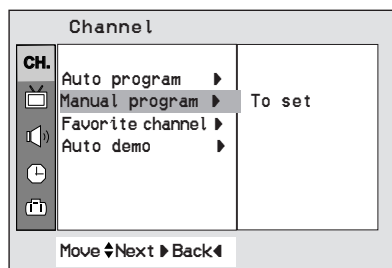 Channel
CH.
Auto program ▶
Manual program ▶ To set
Favorite channel ▶
Auto demo ▶
Move ▲▼ Next ▶ Back ◀